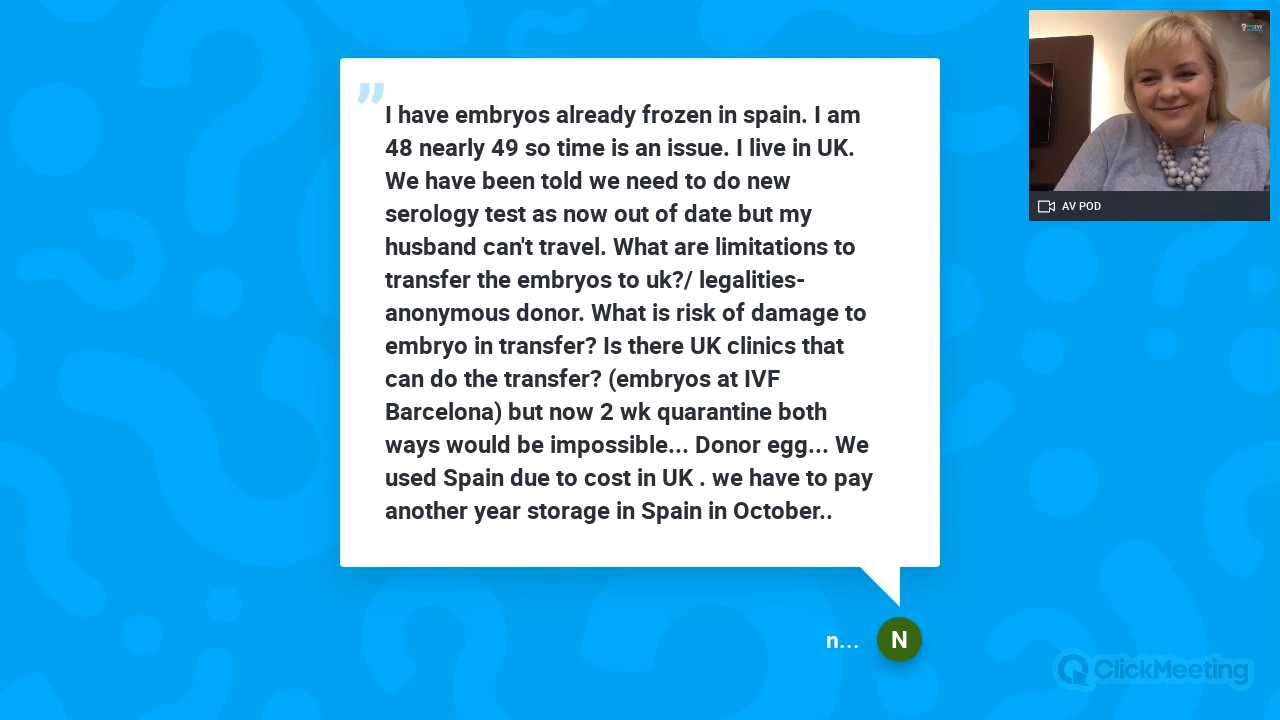 I have embryos already frozen in spain. I am
48 nearly 49 so time is an issue. I live in UK.
We have been told we need to do new
serology test as now out of date but my
husband can't travel. What are limitations to
transfer the embryos to uk?/ legalities-
anonymous donor. What is risk of damage to
embryo in transfer? Is there UK clinics that
can do the transfer? (embryos at IVF
Barcelona) but now 2 wk quarantine both
ways would be impossible... Donor egg... We
used Spain due to cost in UK . we have to pay
another year storage in Spain in October..
n...
N
AV POD
ClickMeeting